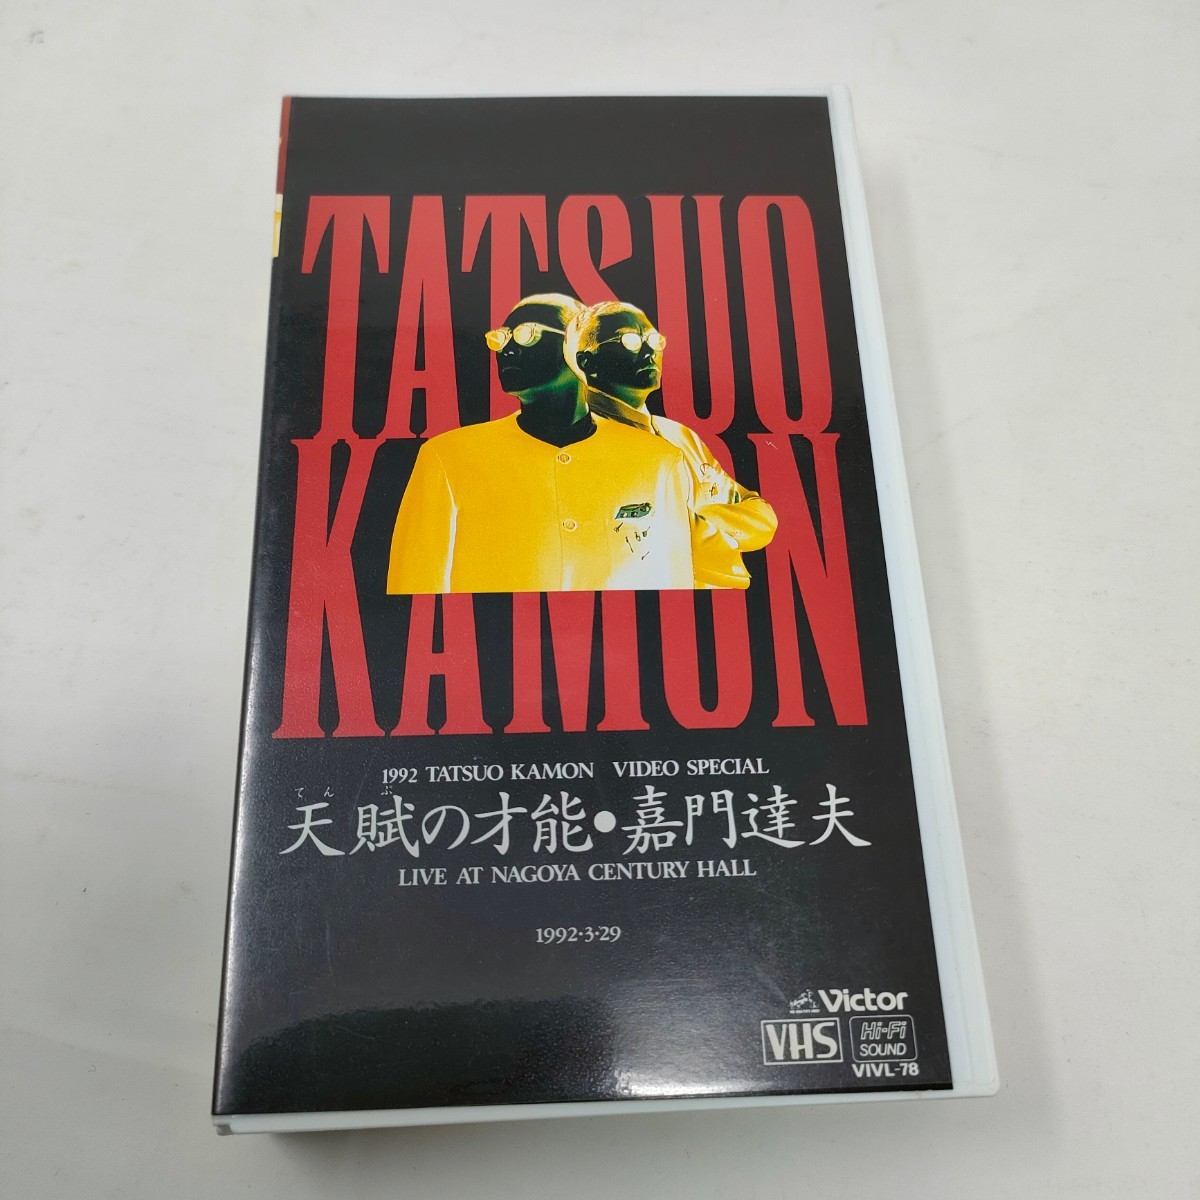 TATSUO
KAMON
1992 TATSUO KAMON VIDEO SPECIAL
てんぶ
天賦の才能●嘉門達夫
LIVE AT NAGOYA CENTURY HALL
1992・3・29
Victor
VHS
Hi-Fi
SOUND
VIVL-78